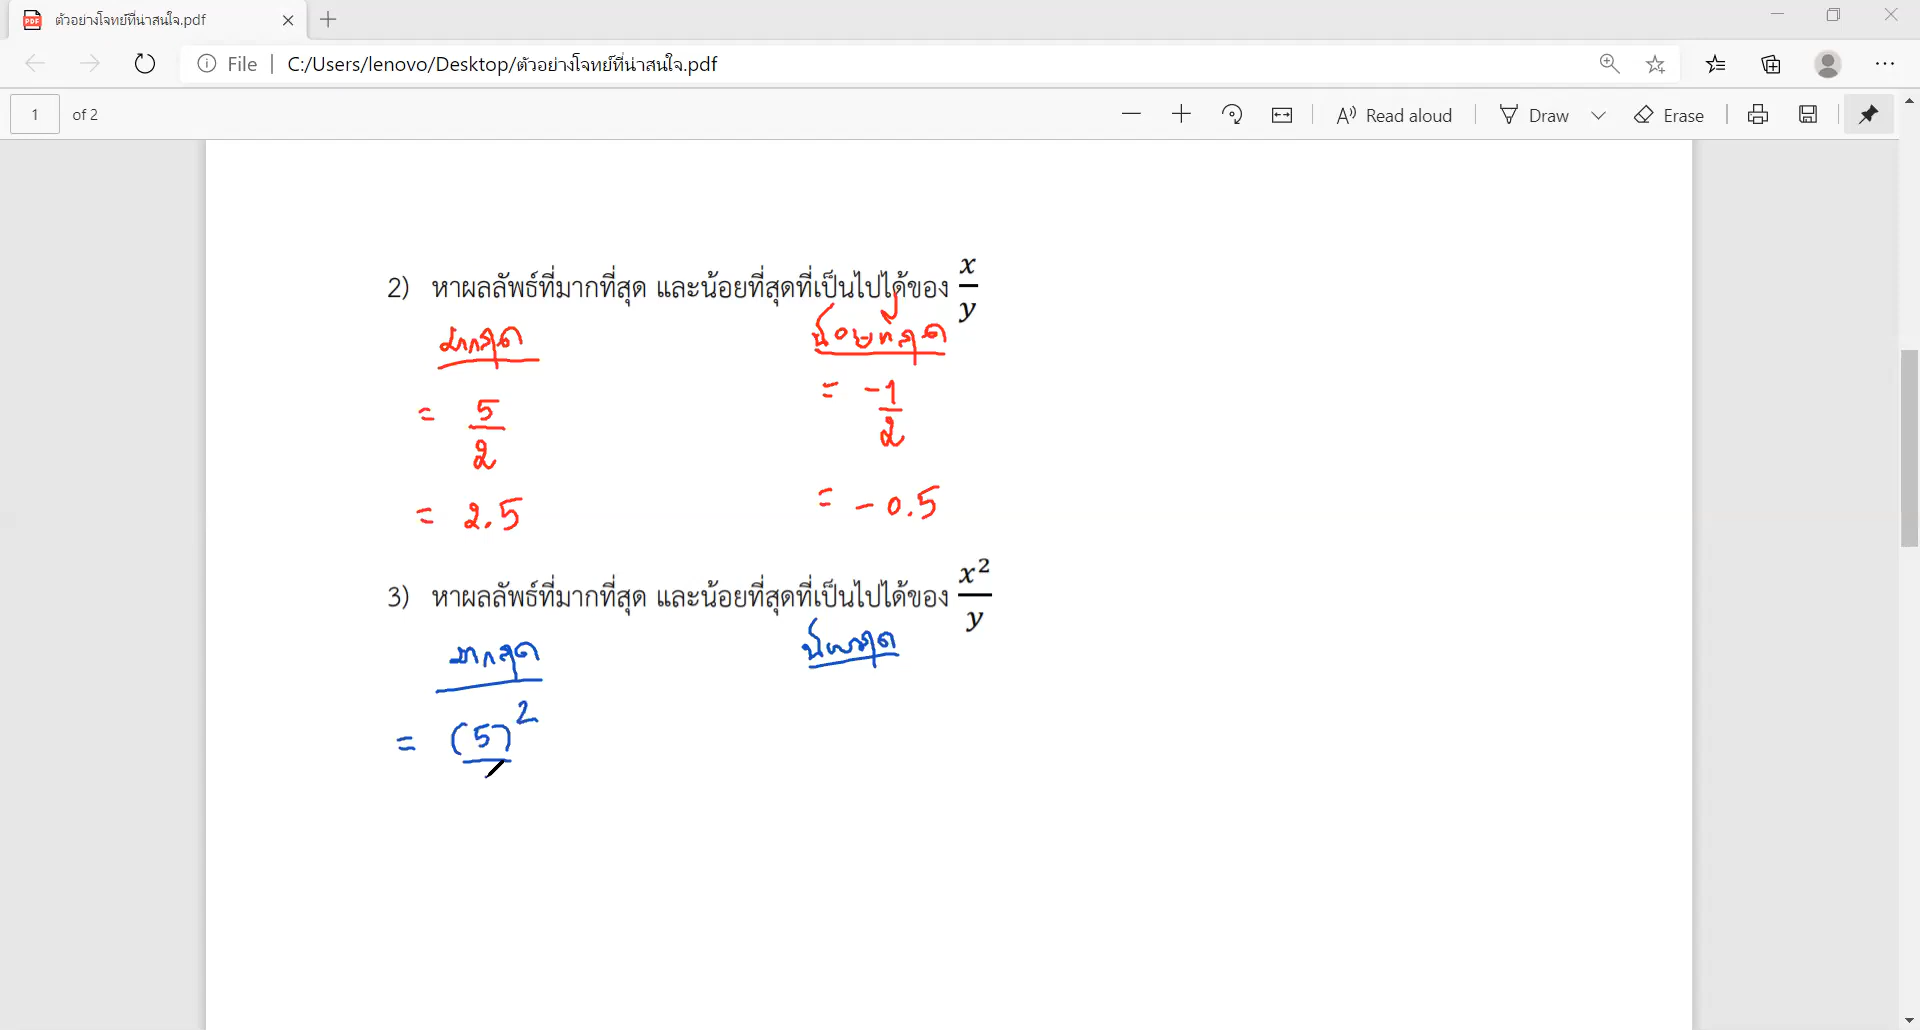 ตัวอย่างโจทย์ที่น่าสนใจ.pdf
File | C:/Users/lenovo/Desktop/ตัวอย่างโจทย์ที่น่าสนใจ.pdf
1 of 2 Read aloud Draw Erase
2) หาผลลัพธ์ที่มากที่สุด และน้อยที่สุดที่เป็นไปได้ของ x/y
มากสุด น้อยที่สุด
= 5/2 = -1/2
= 2.5 = -0.5
3) หาผลลัพธ์ที่มากที่สุด และน้อยที่สุดที่เป็นไปได้ของ x²/y
มากสุด น้อยสุด
= (5)²